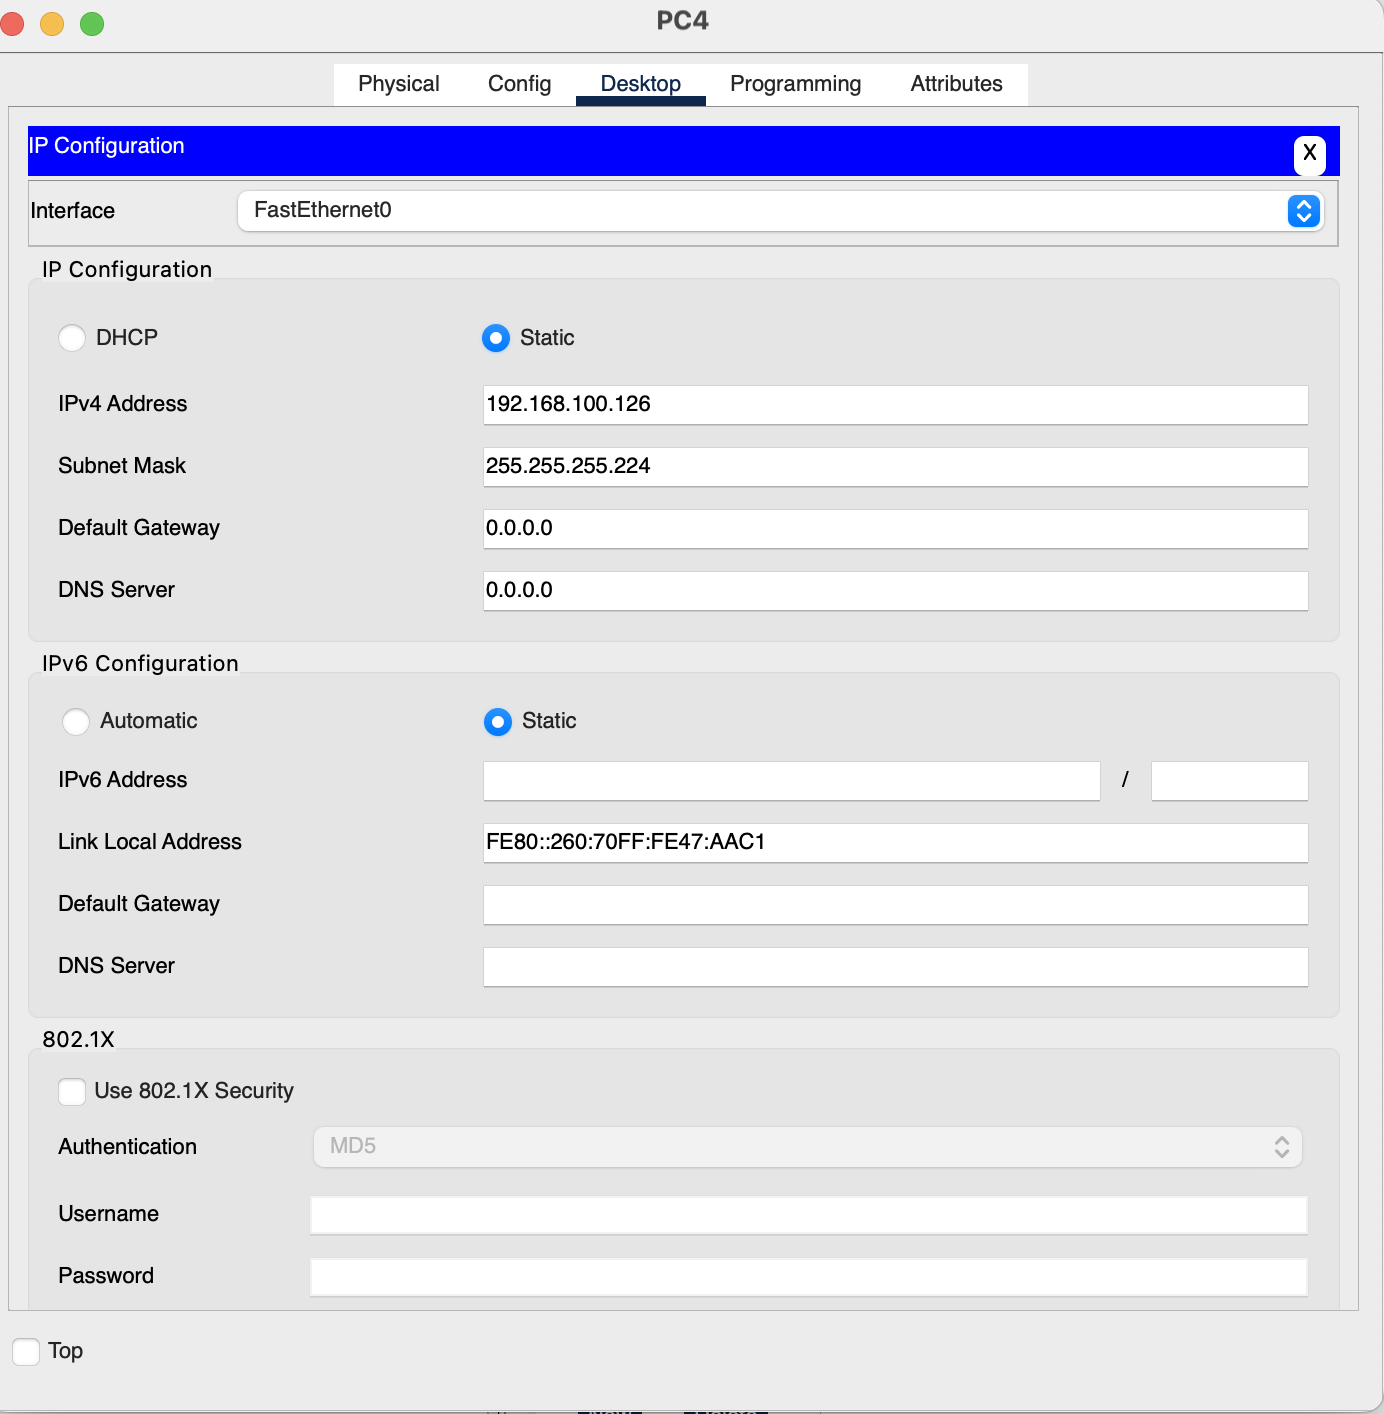 PC4
Physical Config Desktop Programming Attributes
IP Configuration
X
Interface FastEthernet0
IP Configuration
DHCP Static
IPv4 Address 192.168.100.126
Subnet Mask 255.255.255.224
Default Gateway 0.0.0.0
DNS Server 0.0.0.0
IPv6 Configuration
Automatic Static
IPv6 Address /
Link Local Address FE80::260:70FF:FE47:AAC1
Default Gateway
DNS Server
802.1X
Use 802.1X Security
Authentication MD5
Username
Password
Top